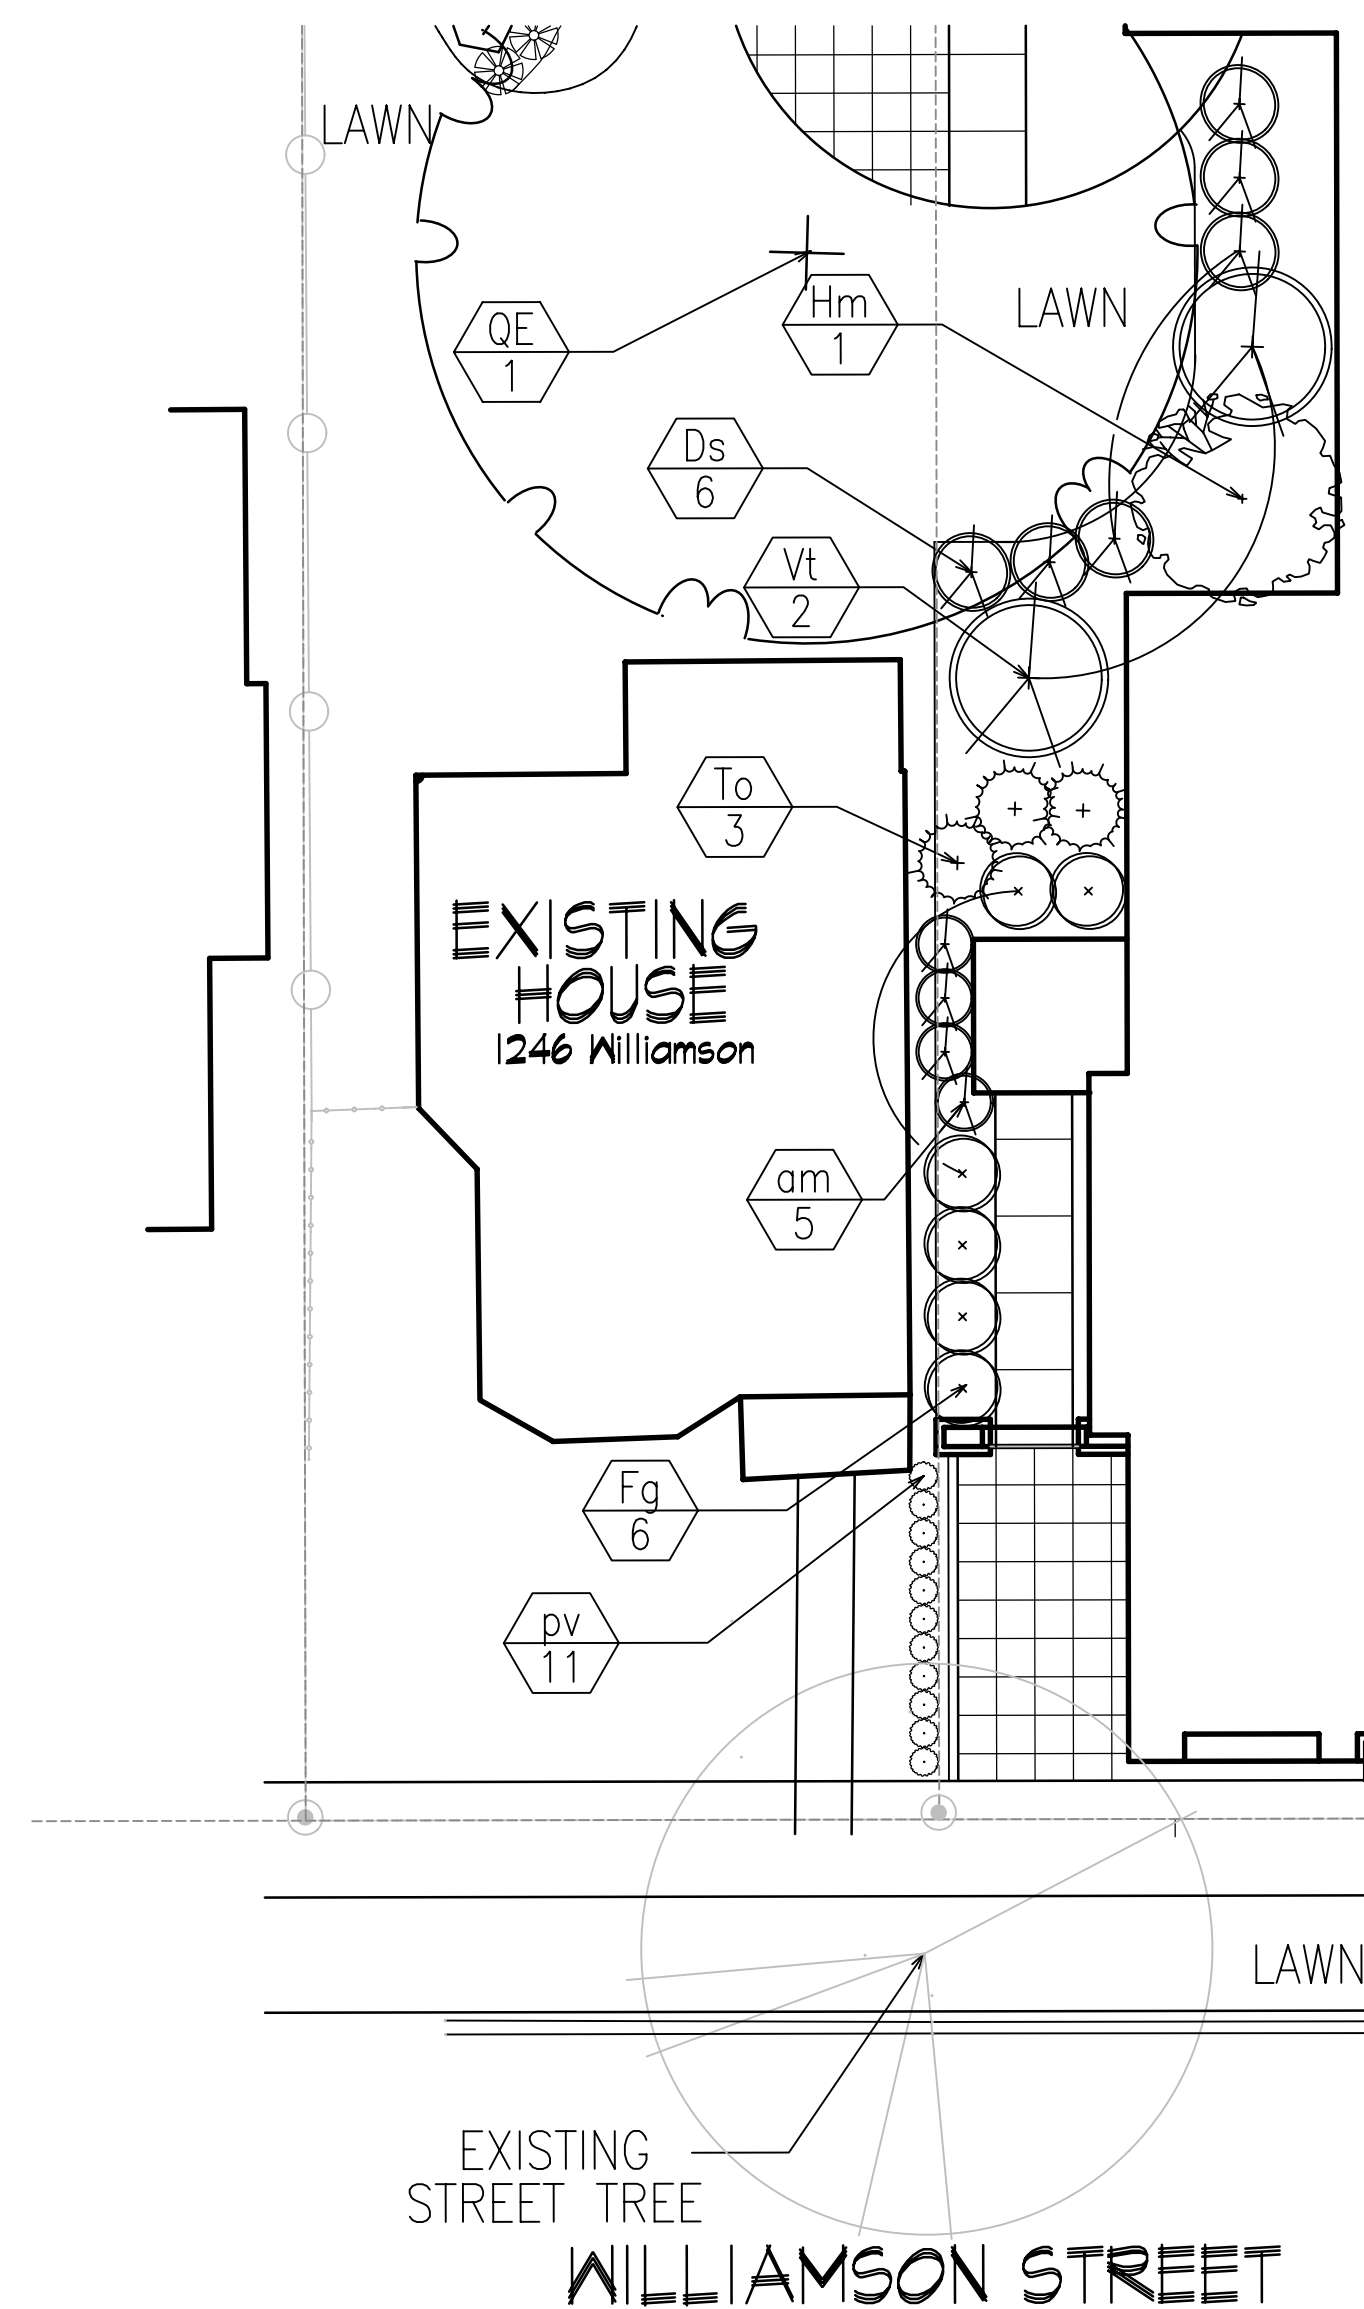 LAWN
QE
1
Hm
1
LAWN
Ds
6
Vt
2
To
3
EXISTING
HOUSE
1246 Williamson
am
5
Fg
6
pv
11
LAWN
EXISTING
STREET TREE
WILLIAMSON STREET